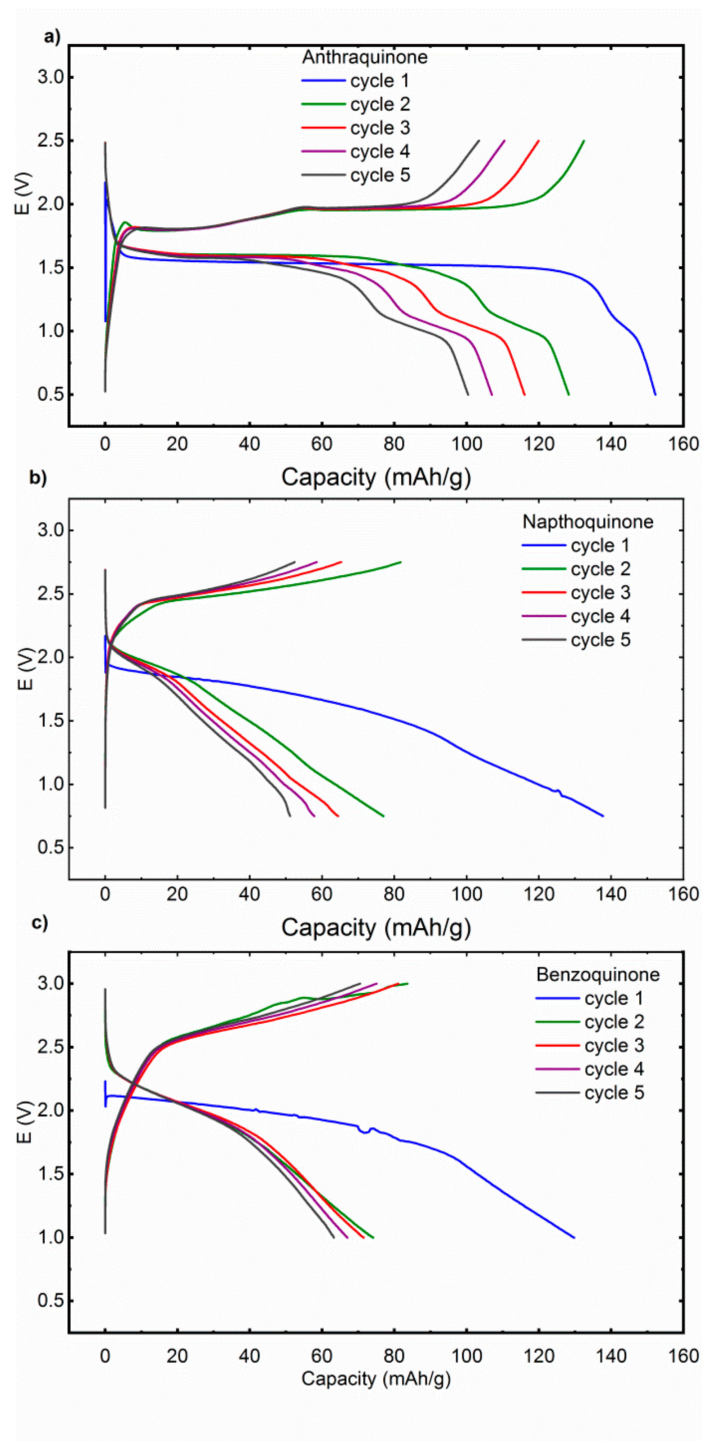 a)
Anthraquinone
cycle 1
cycle 2
cycle 3
cycle 4
cycle 5
3.0
2.5
2.0
1.5
1.0
0.5
E (V)
0 20 40 60 80 100 120 140 160
Capacity (mAh/g)
b)
Napthoquinone
cycle 1
cycle 2
cycle 3
cycle 4
cycle 5
3.0
2.5
2.0
1.5
1.0
0.5
E (V)
0 20 40 60 80 100 120 140 160
Capacity (mAh/g)
c)
Benzoquinone
cycle 1
cycle 2
cycle 3
cycle 4
cycle 5
3.0
2.5
2.0
1.5
1.0
0.5
E (V)
0 20 40 60 80 100 120 140 160
Capacity (mAh/g)